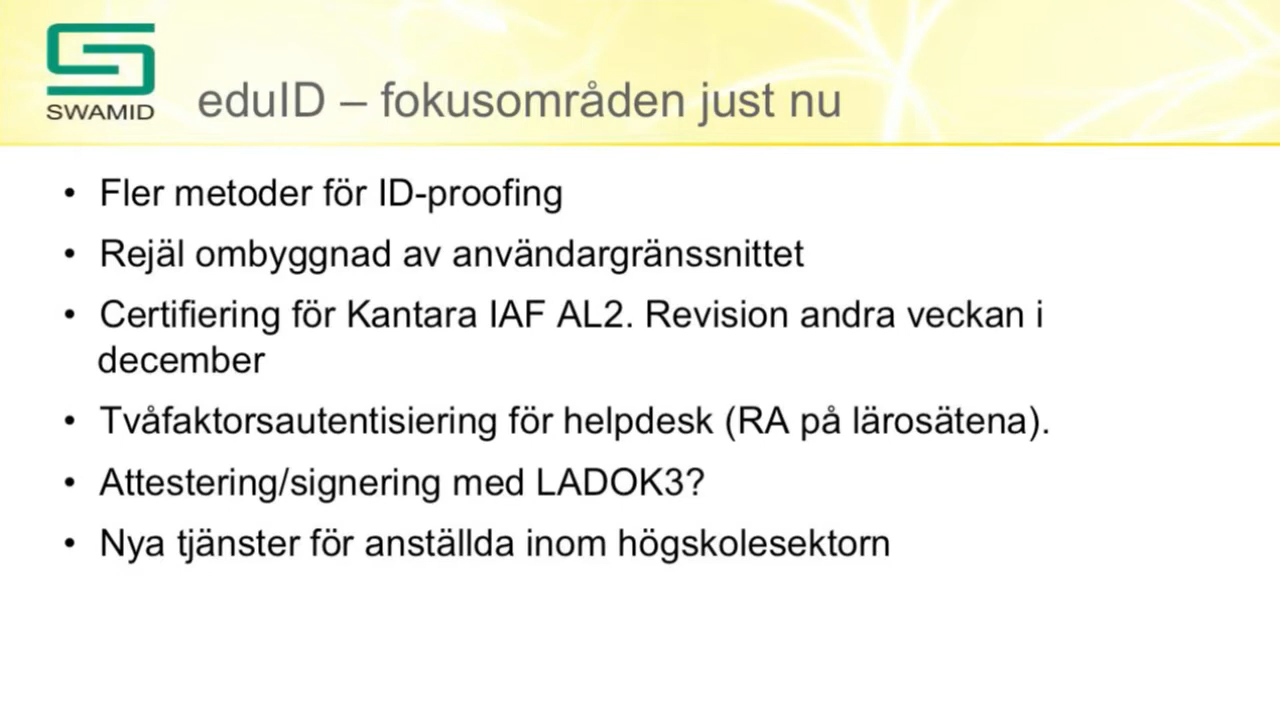 SWAMID
eduID – fokusområden just nu
• Fler metoder för ID-proofing
• Rejäl ombyggnad av användargränssnittet
• Certifiering för Kantara IAF AL2. Revision andra veckan i
december
• Tvåfaktorsautentisiering för helpdesk (RA på lärosätena).
• Attestering/signering med LADOK3?
• Nya tjänster för anställda inom högskolesektorn